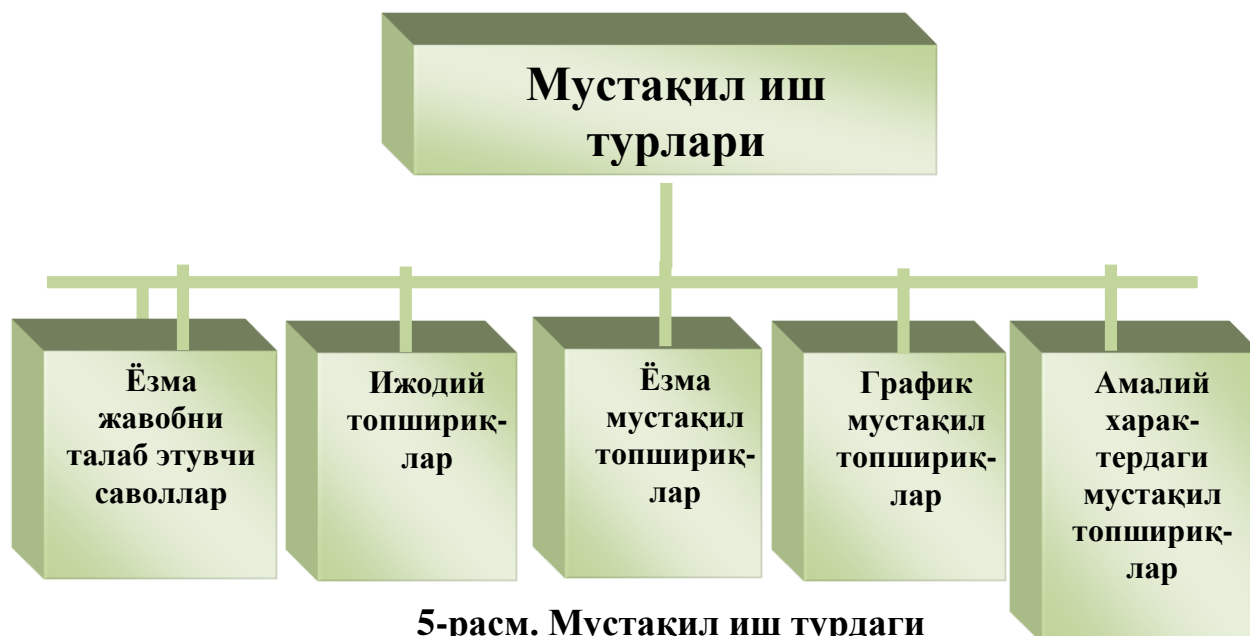 Мустақил иш
турлари
Ёзма
жавобни
талаб этувчи
саволлар
Ижодий
топшириқ-
лар
Ёзма
мустақил
топшириқ-
лар
График
мустақил
топшириқ-
лар
Амалий
харак-
тердаги
мустақил
топшириқ-
лар
5-расм. Мустақил иш турдаги